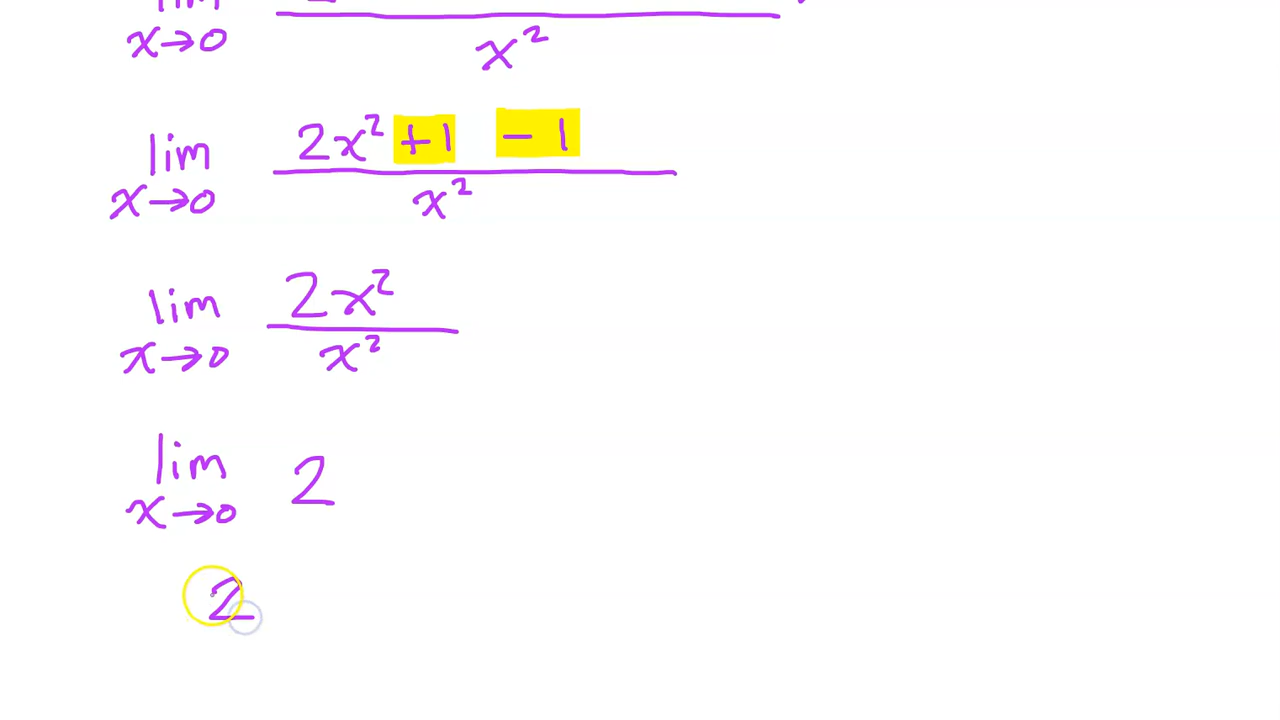 lim
x→0 x²
lim 2x² +1 − 1
x→0 x²
lim 2x²
x→0 x²
lim 2
x→0
2